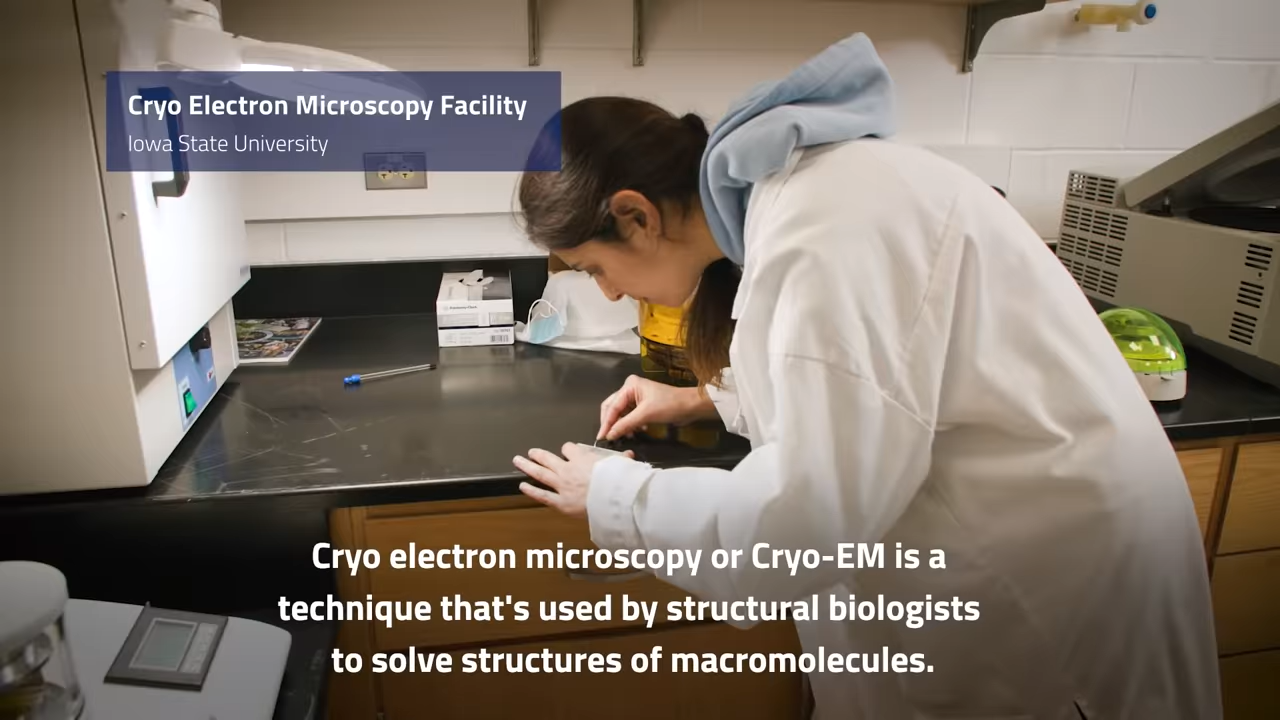 Cryo Electron Microscopy Facility
Iowa State University
Cryo electron microscopy or Cryo-EM is a
technique that's used by structural biologists
to solve structures of macromolecules.